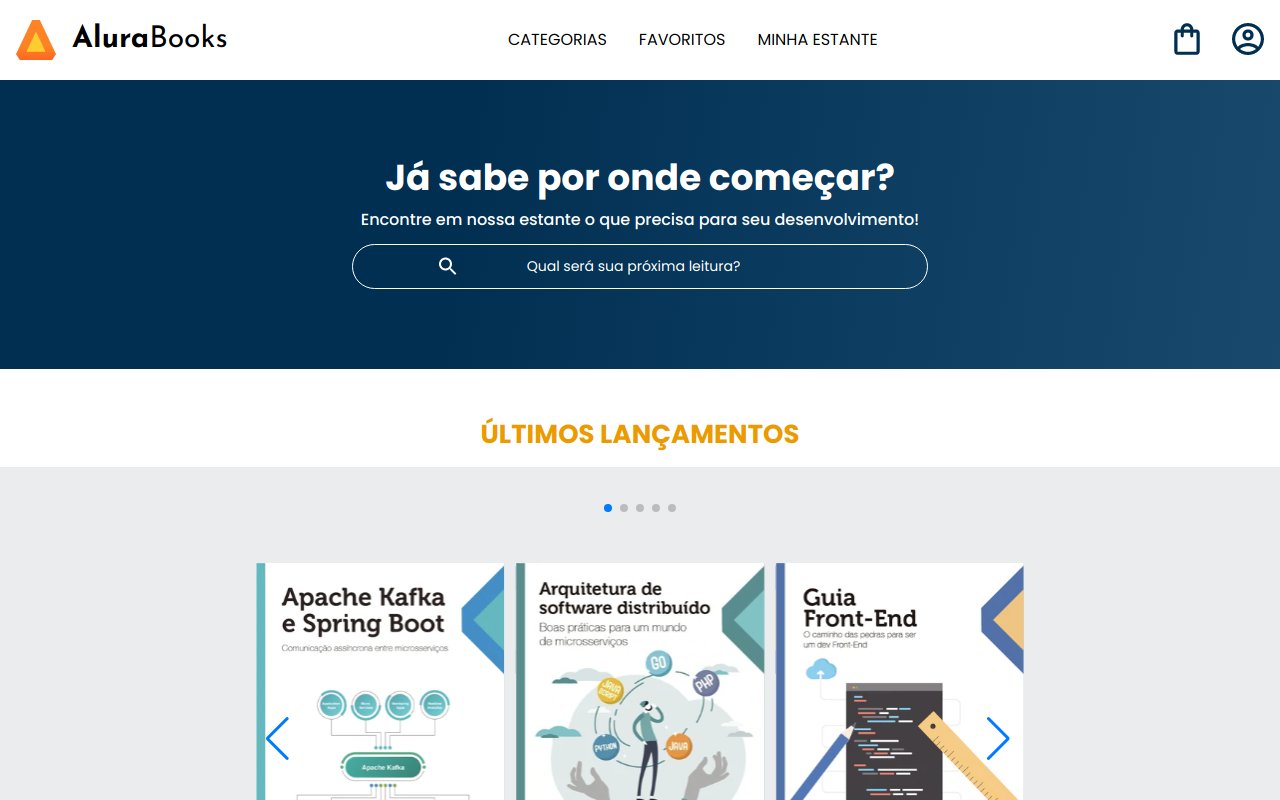 AluraBooks
CATEGORIAS
FAVORITOS
MINHA ESTANTE
Já sabe por onde começar?
Encontre em nossa estante o que precisa para seu desenvolvimento!
Qual será sua próxima leitura?
ÚLTIMOS LANÇAMENTOS
Apache Kafka
e Spring Boot
Comunicação assíncrona entre microsserviços
Apache Kafka
Arquitetura de
software distribuído
Boas práticas para um mundo
de microsserviços
GO
JAVA
SCRIPT
PHP
PYTHON
JAVA
Guia
Front-End
O caminho das pedras para ser
um dev Front-End